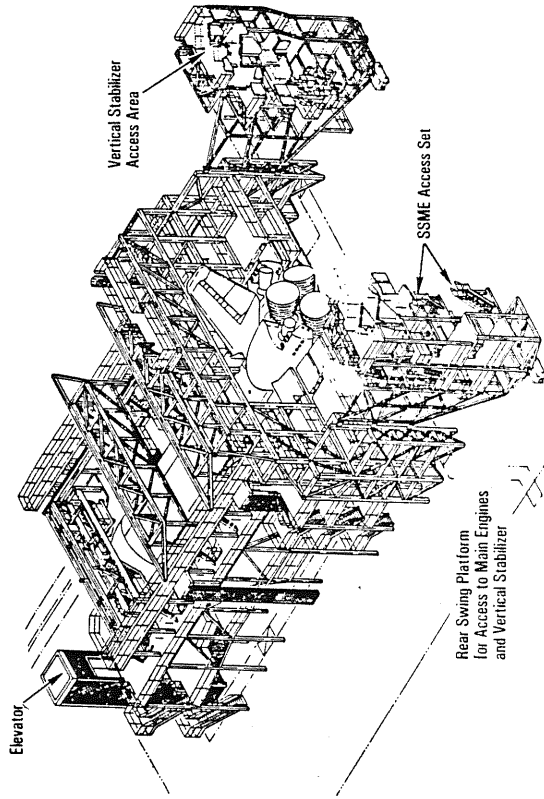 Elevator
Vertical Stabilizer
Access Area
SSME Access Set
Rear Swing Platform
for Access to Main Engines
and Vertical Stabilizer